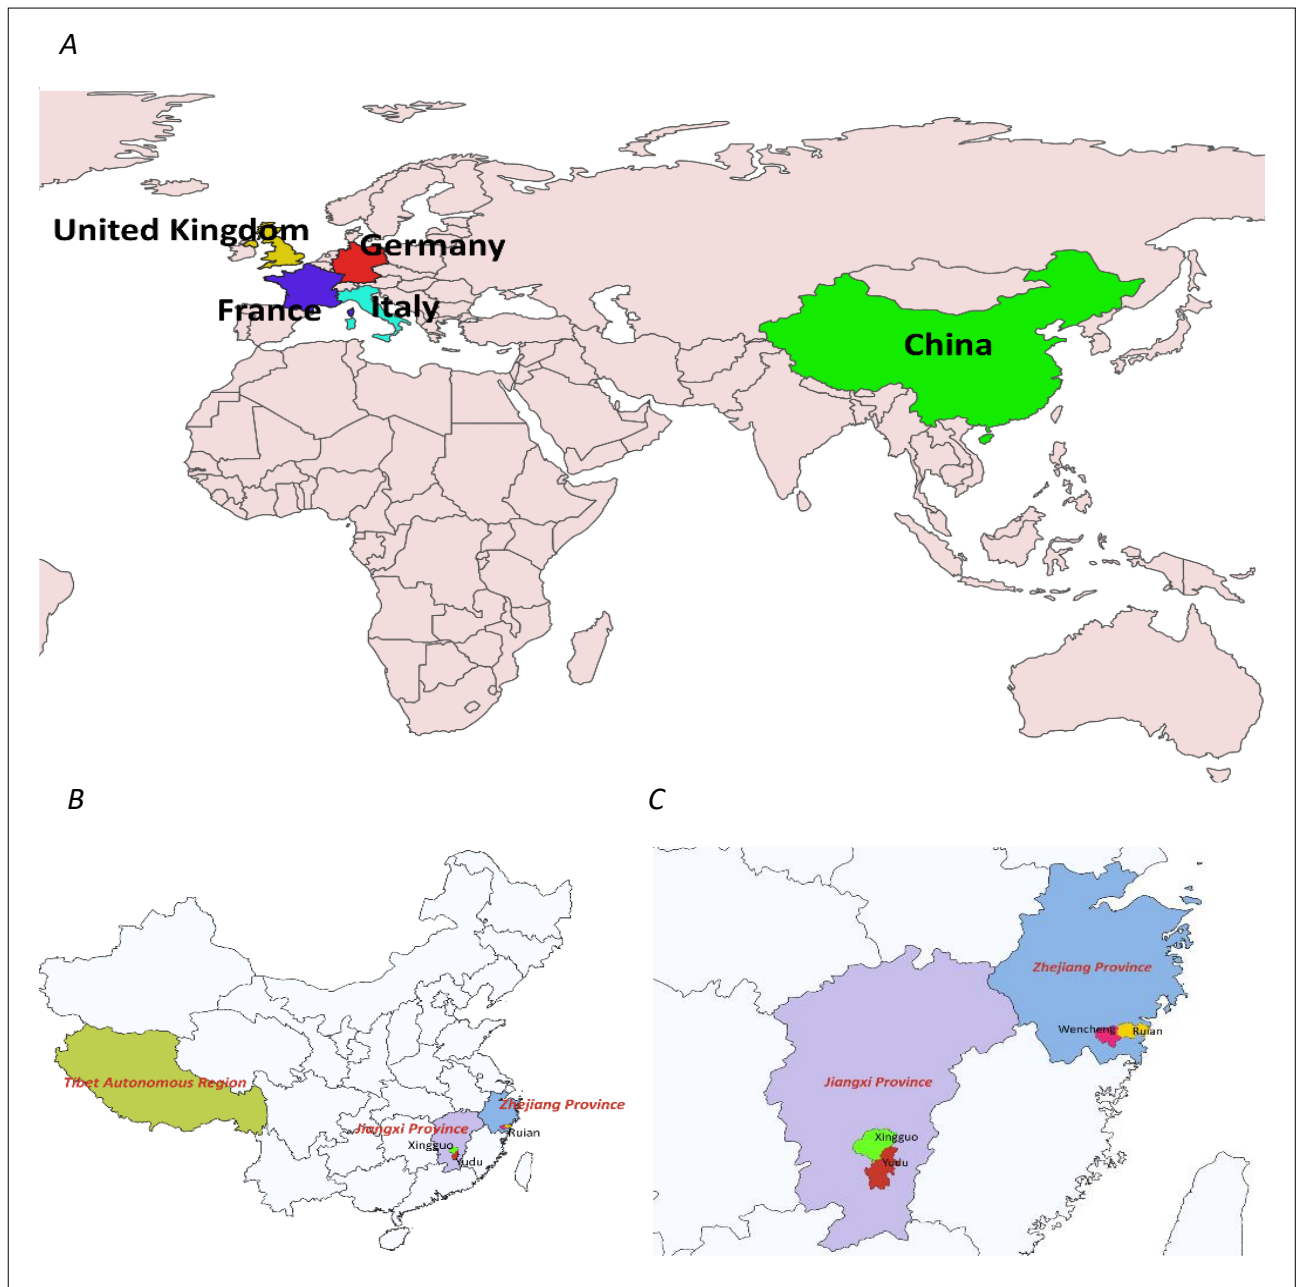 A
United Kingdom
Germany
France
Italy
China
B
C
Tibet Autonomous Region
Zhejiang Province
Jiangxi Province
Ruian
Xingguo
Yudu
Zhejiang Province
Wencheng
Ruian
Jiangxi Province
Xingguo
Yudu